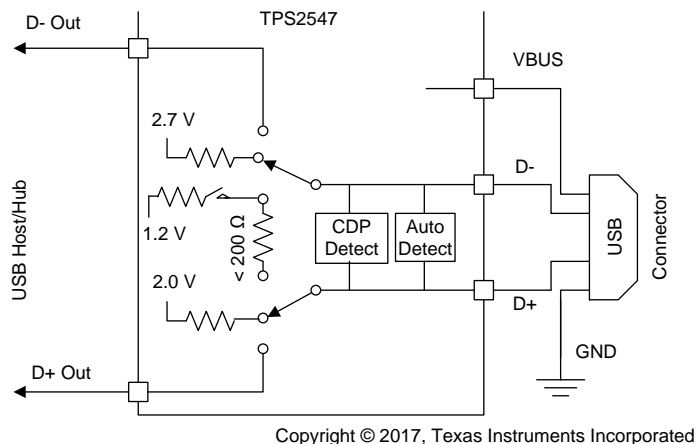 D- Out
TPS2547
VBUS
2.7 V
D-
1.2 V
< 200 Ω
CDP
Detect
Auto
Detect
USB
Connector
USB Host/Hub
2.0 V
D+
D+ Out
GND
Copyright © 2017, Texas Instruments Incorporated